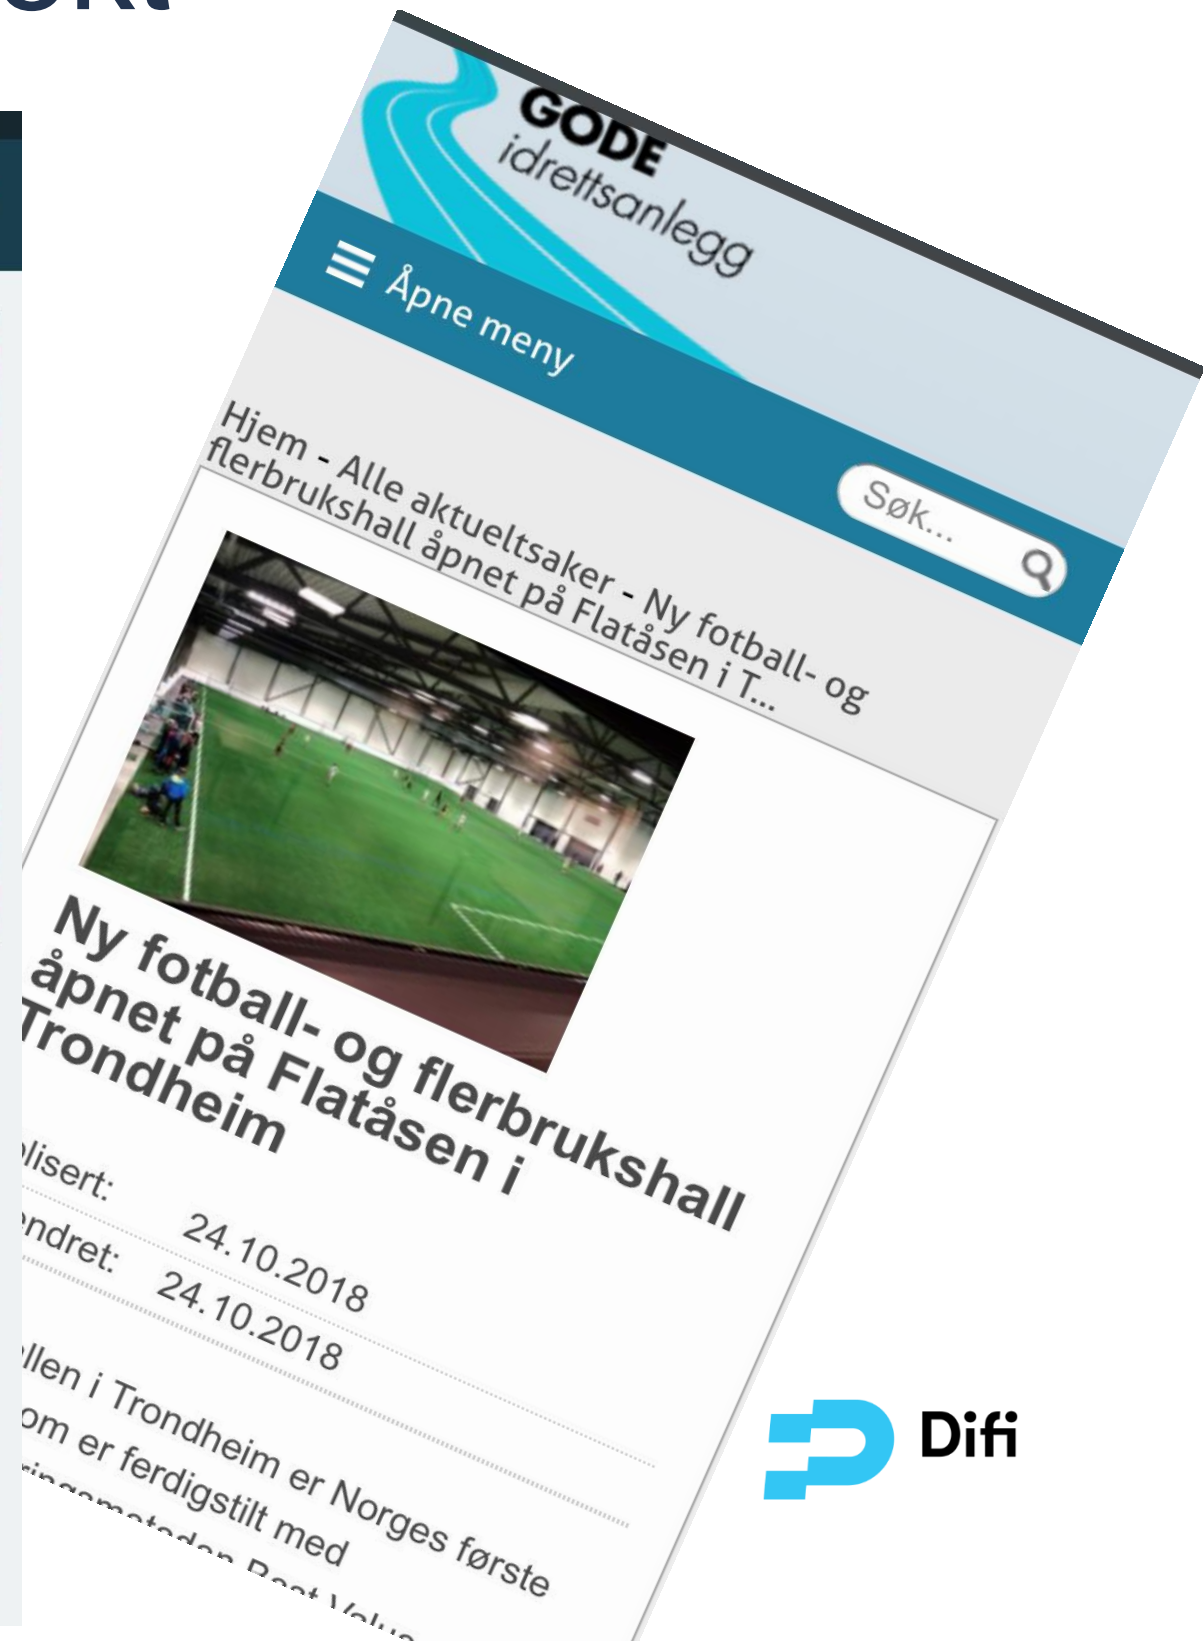 GODE
idrettsanlegg
Åpne meny
Søk...
Hjem - Alle aktueltsaker - Ny fotball- og
flerbrukshall åpnet på Flatåsen i T...
Ny fotball- og flerbrukshall
åpnet på Flatåsen i
Trondheim
24.10.2018
24.10.2018
i Trondheim er Norges første
om er ferdigstilt med
Best Value
Difi